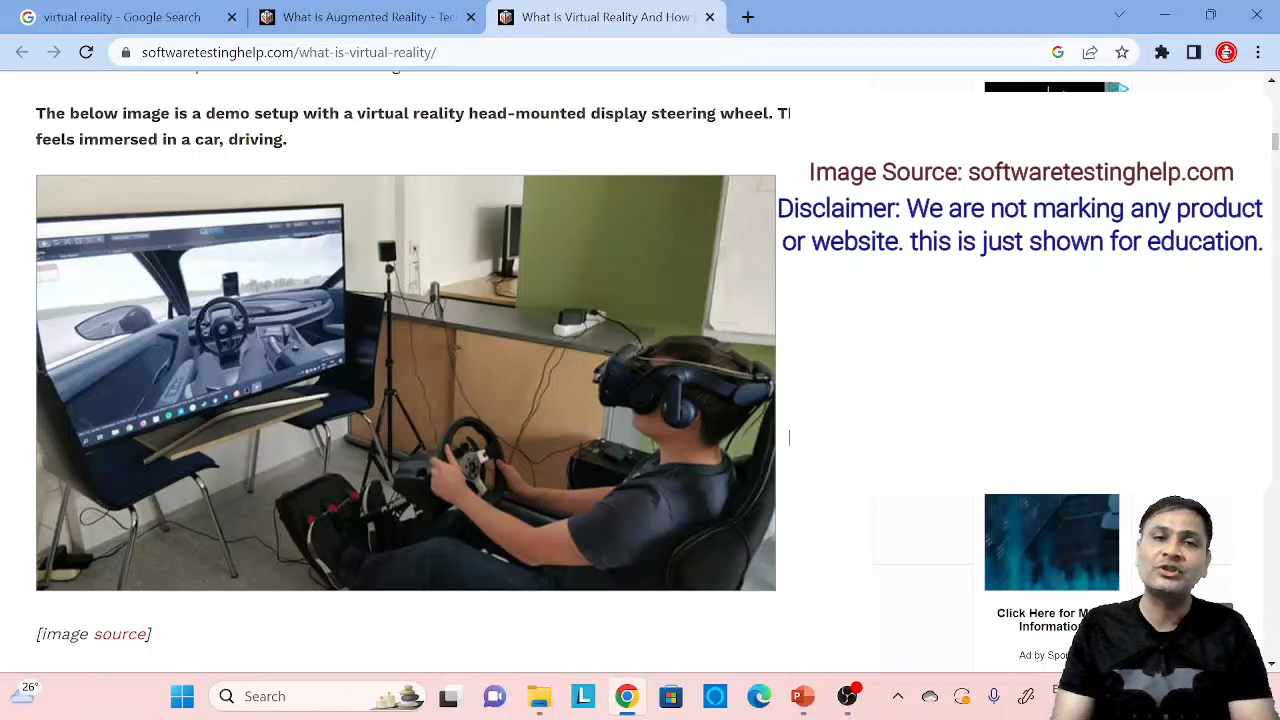 virtual reality - Google Search
What Is Augmented Reality - Tec
What Is Virtual Reality And How
softwaretestinghelp.com/what-is-virtual-reality/
The below image is a demo setup with a virtual reality head-mounted display steering wheel. Th
feels immersed in a car, driving.
Image Source: softwaretestinghelp.com
Disclaimer: We are not marking any product
or website. this is just shown for education.
Click Here for M
Information
Ad by Spo
[image source]
26°
Search